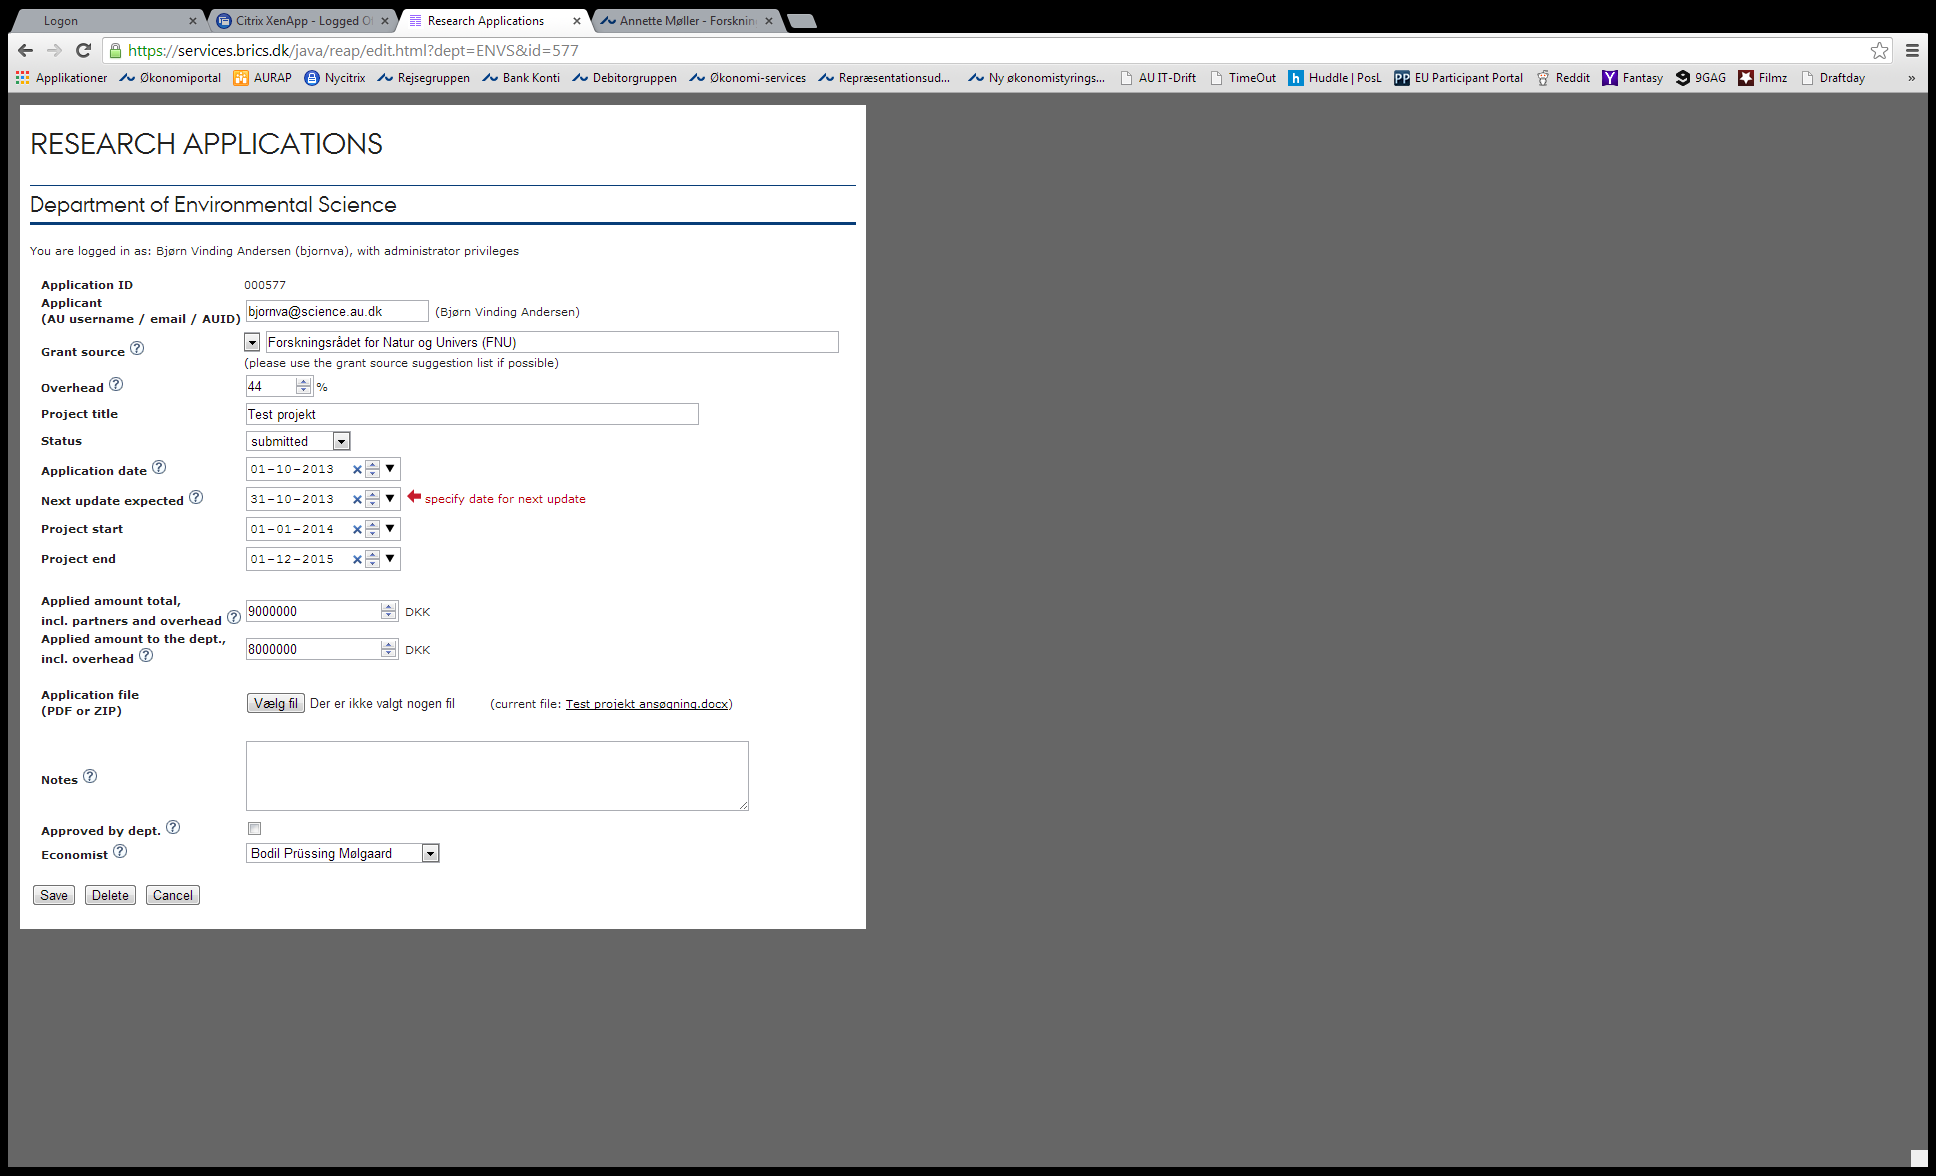 Logon
Citrix XenApp - Logged O
Research Applications
Annette Møller - Forsknin
https://services.brics.dk/java/reap/edit.html?dept=ENVS&id=577
Applikationer Økonomiportal AURAP Nycitrix Rejsegruppen Bank Konti Debitorgruppen Økonomi-services Repræsentationsud... Ny økonomistyrings... AU IT-Drift TimeOut Huddle | PosL EU Participant Portal Reddit Fantasy 9GAG Filmz Draftday »
RESEARCH APPLICATIONS
Department of Environmental Science
You are logged in as: Bjørn Vinding Andersen (bjornva), with administrator privileges
Application ID 000577
Applicant
(AU username / email / AUID) bjornva@science.au.dk (Bjørn Vinding Andersen)
Grant source ? Forskningsrådet for Natur og Univers (FNU)
(please use the grant source suggestion list if possible)
Overhead ? 44 %
Project title Test projekt
Status submitted
Application date ? 01-10-2013
Next update expected ? 31-10-2013 specify date for next update
Project start 01-01-2014
Project end 01-12-2015
Applied amount total,
incl. partners and overhead ? 9000000 DKK
Applied amount to the dept.,
incl. overhead ? 8000000 DKK
Application file
(PDF or ZIP) Vælg fil Der er ikke valgt nogen fil (current file: Test projekt ansøgning.docx)
Notes ?
Approved by dept. ?
Economist ? Bodil Prüssing Mølgaard
Save Delete Cancel